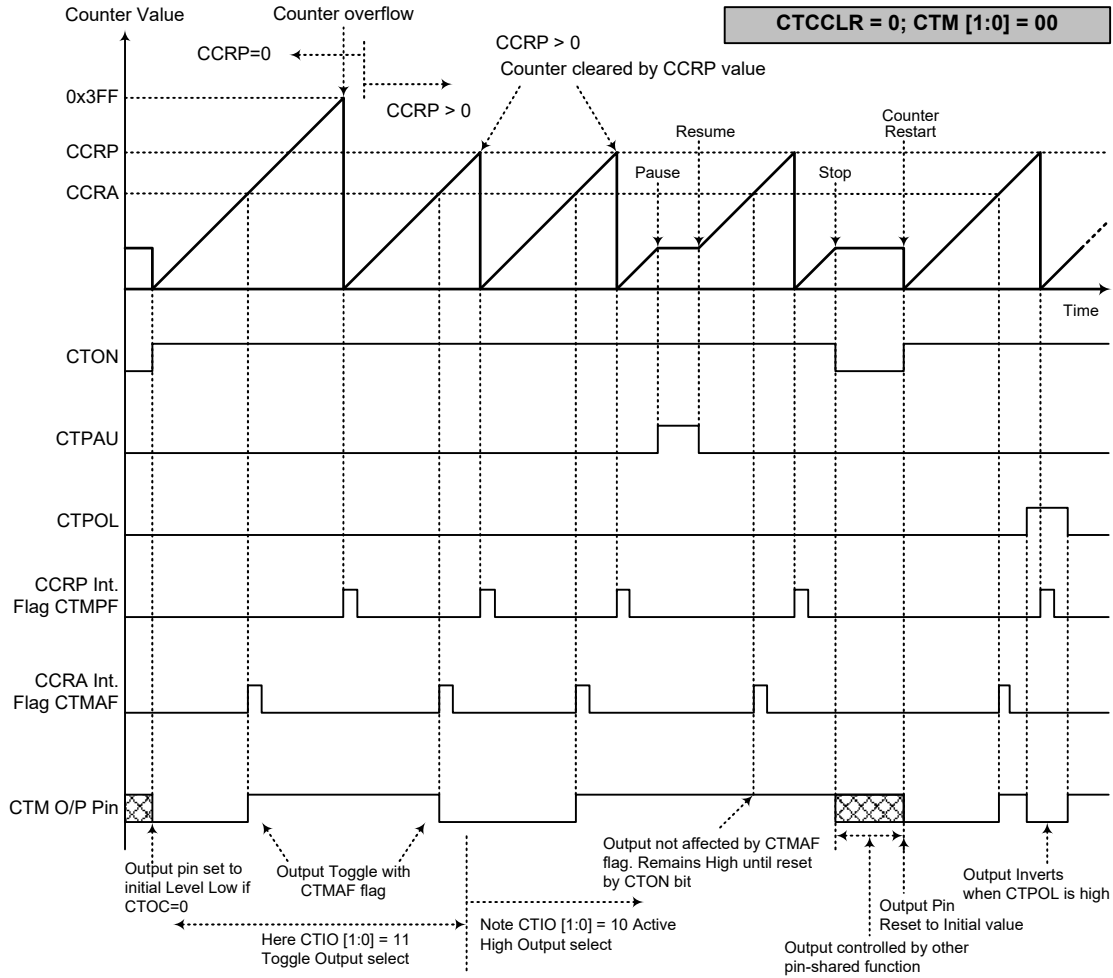 Counter Value
Counter overflow
CTCCLR = 0; CTM [1:0] = 00
CCRP=0
CCRP > 0
Counter cleared by CCRP value
0x3FF
CCRP > 0
Counter
Restart
Resume
CCRP
Pause
Stop
CCRA
Time
CTON
CTPAU
CTPOL
CCRP Int.
Flag CTMPF
CCRA Int.
Flag CTMAF
CTM O/P Pin
Output pin set to
initial Level Low if
CTOC=0
Output Toggle with
CTMAF flag
Output not affected by CTMAF
flag. Remains High until reset
by CTON bit
Output Inverts
when CTPOL is high
Output Pin
Reset to Initial value
Here CTIO [1:0] = 11
Toggle Output select
Note CTIO [1:0] = 10 Active
High Output select
Output controlled by other
pin-shared function